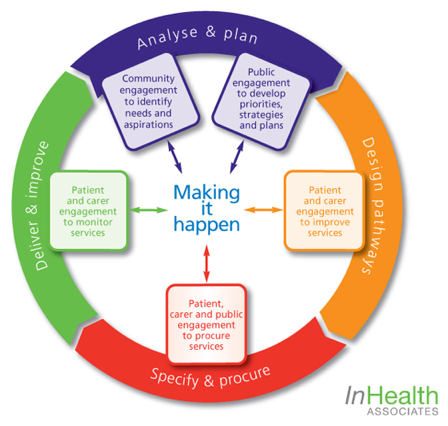 Analyse & plan
Community
engagement
to identify
needs and
aspirations
Public
engagement
to develop
priorities,
strategies
and plans
Deliver & improve
Patient
and carer
engagement
to monitor
services
Making
it
happen
Patient
and carer
engagement
to improve
services
Design pathways
Patient,
carer and public
engagement
to procure
services
Specify & procure
InHealth
ASSOCIATES